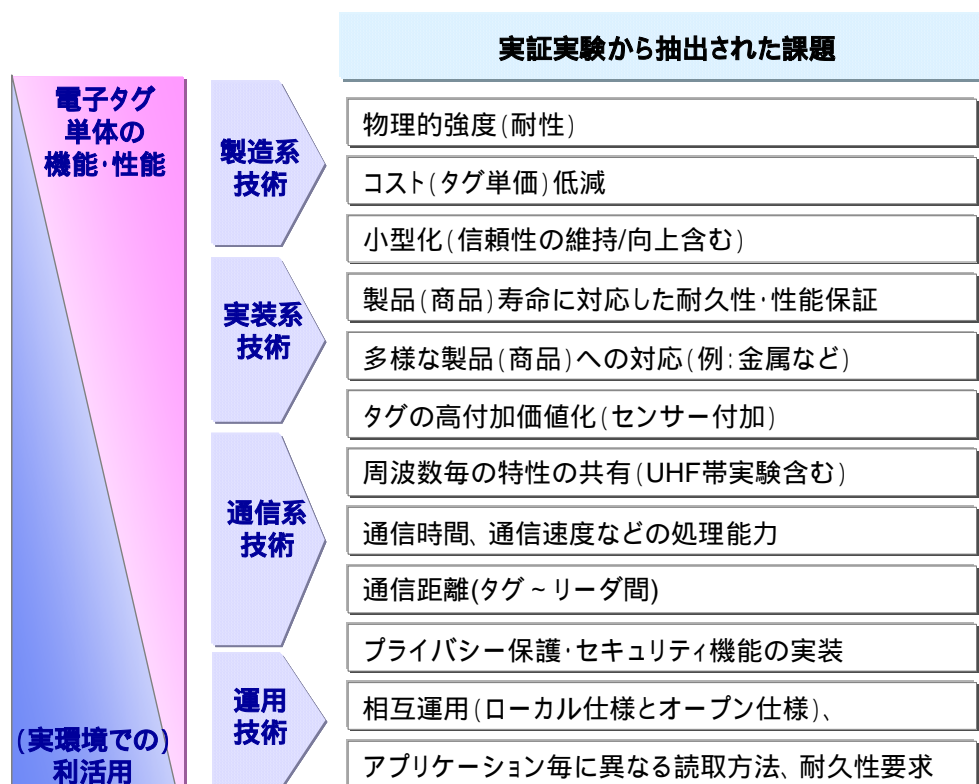 実証実験から抽出された課題
電子タグ
単体の
機能・性能
(実環境での)
利活用
製造系
技術
実装系
技術
通信系
技術
運用
技術
物理的強度(耐性)
コスト(タグ単価)低減
小型化(信頼性の維持/向上含む)
製品(商品)寿命に対応した耐久性・性能保証
多様な製品(商品)への対応(例:金属など)
タグの高付加価値化(センサー付加)
周波数毎の特性の共有(UHF帯実験含む)
通信時間、通信速度などの処理能力
通信距離(タグ~リーダ間)
プライバシー保護・セキュリティ機能の実装
相互運用(ローカル仕様とオープン仕様)、
アプリケーション毎に異なる読取方法、耐久性要求